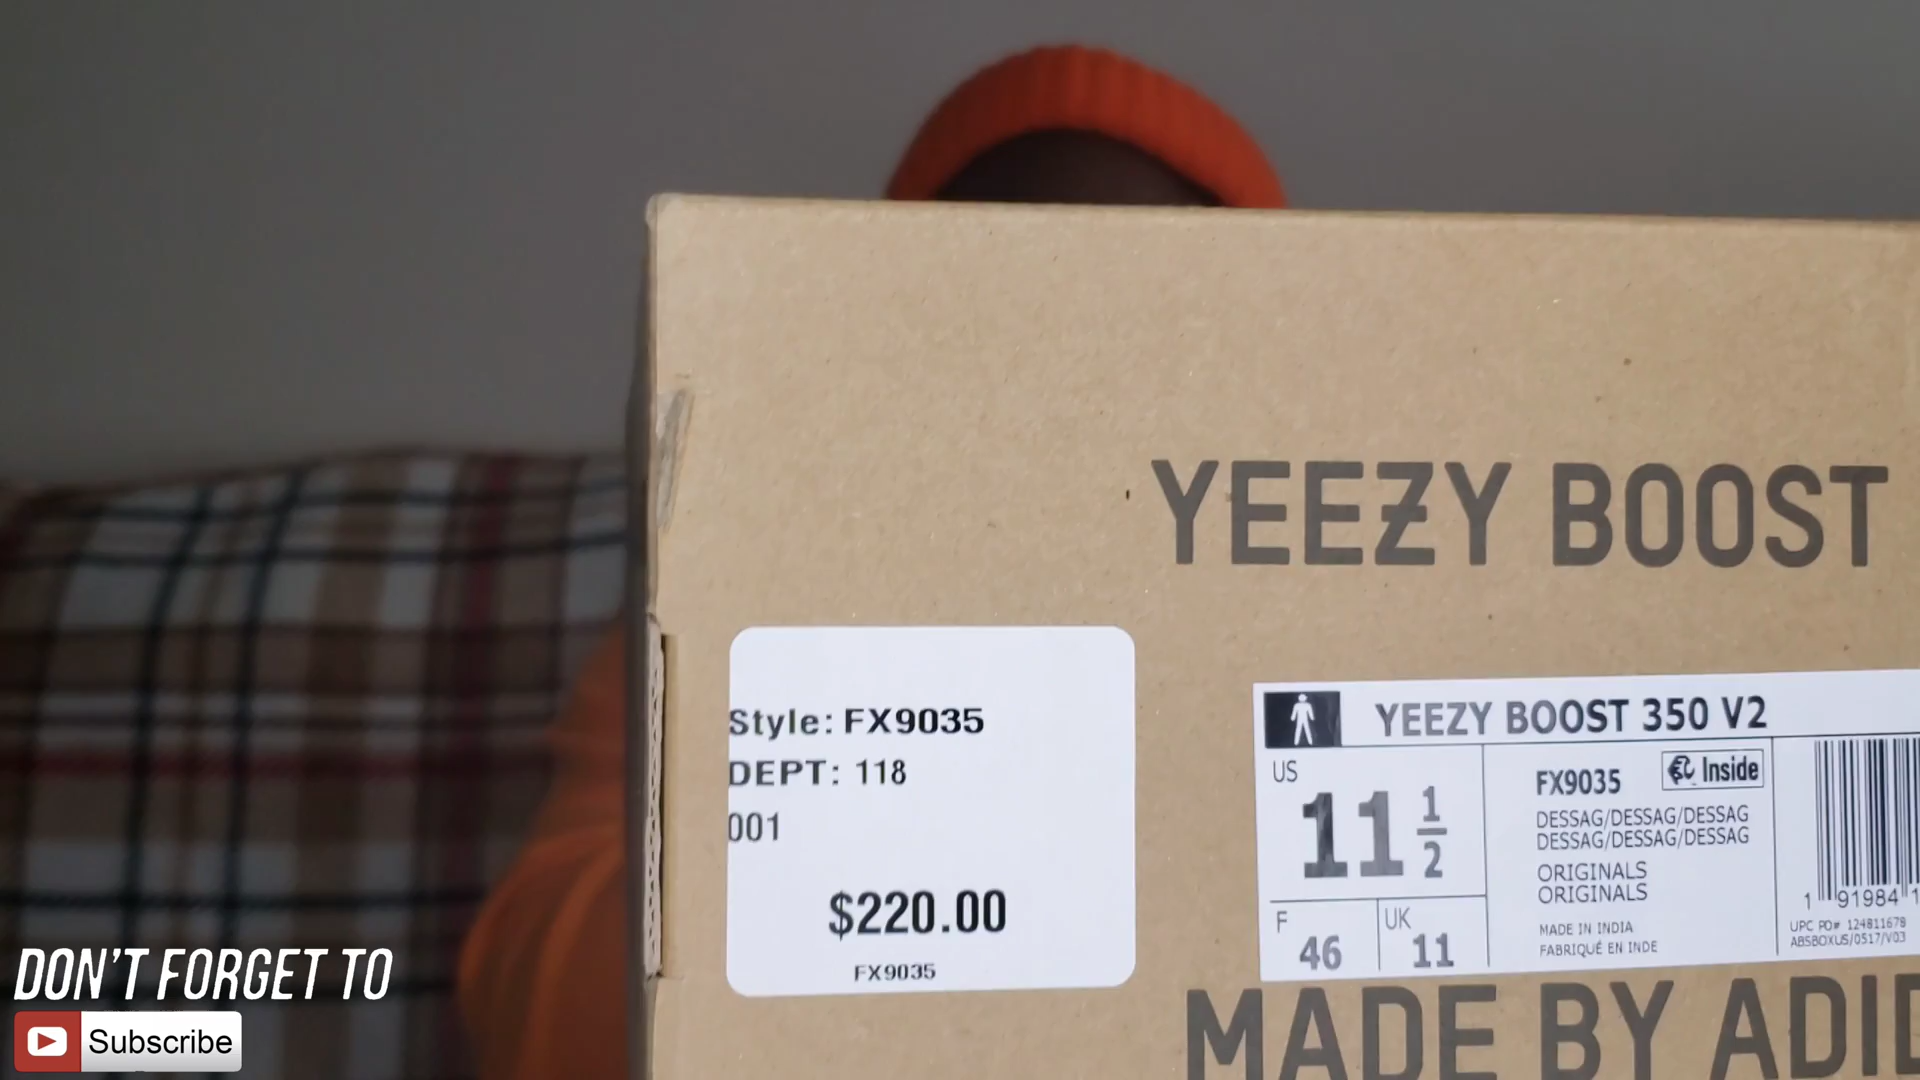 YEEZY BOOST
Style: FX9035
DEPT: 118
001
$220.00
FX9035
YEEZY BOOST 350 V2
US
11 1/2
F
46
UK
11
FX9035
Inside
DESSAG/DESSAG/DESSAG
DESSAG/DESSAG/DESSAG
ORIGINALS
ORIGINALS
MADE IN INDIA
FABRIQUÉ EN INDE
1 91984 1
UPC PO# 124811678
ABSBOXUS/0517/V03
MADE BY ADID
DON'T FORGET TO
Subscribe